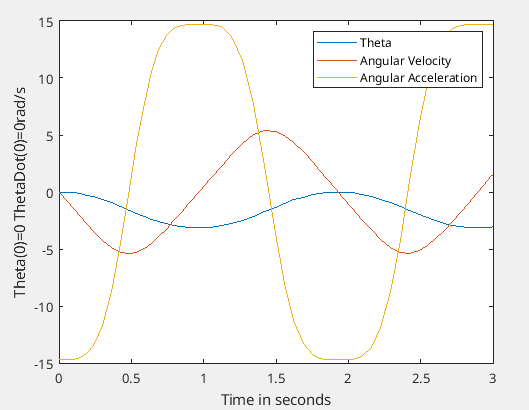 15
10
5
0
-5
-10
-15
Theta(0)=0 ThetaDot(0)=0rad/s
Theta
Angular Velocity
Angular Acceleration
0
0.5
1
1.5
2
2.5
3
Time in seconds